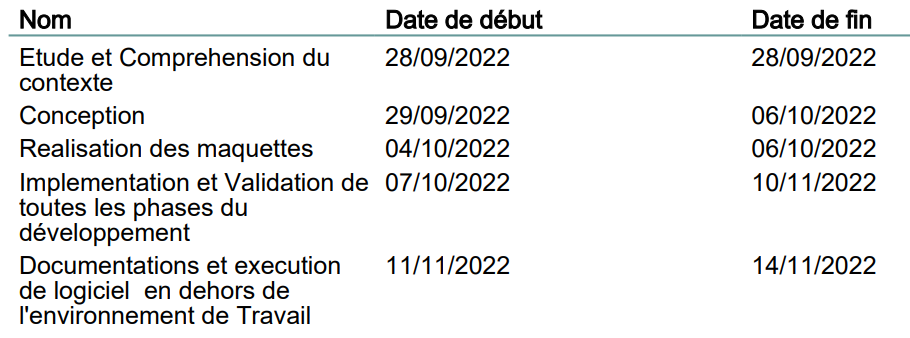 Nom Date de début Date de fin
Etude et Comprehension du 28/09/2022 28/09/2022
contexte
Conception 29/09/2022 06/10/2022
Realisation des maquettes 04/10/2022 06/10/2022
Implementation et Validation de 07/10/2022 10/11/2022
toutes les phases du
développement
Documentations et execution 11/11/2022 14/11/2022
de logiciel  en dehors de
l'environnement de Travail